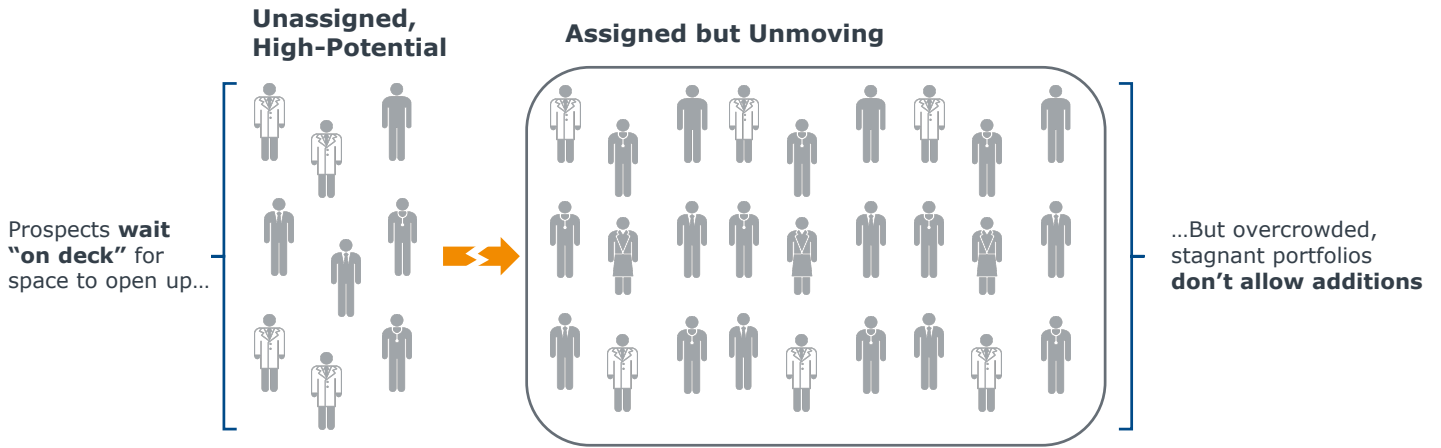 Unassigned,
High-Potential
Assigned but Unmoving
Prospects wait
“on deck” for
space to open up…
…But overcrowded,
stagnant portfolios
don’t allow additions